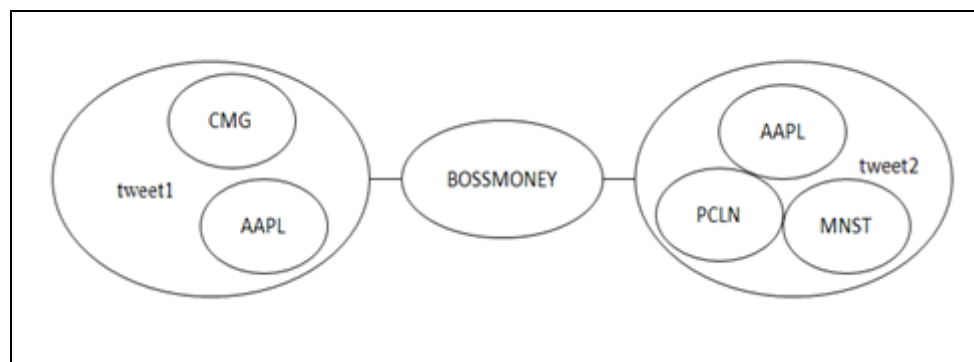 CMG
tweet1
AAPL
BOSSMONEY
AAPL
tweet2
PCLN
MNST